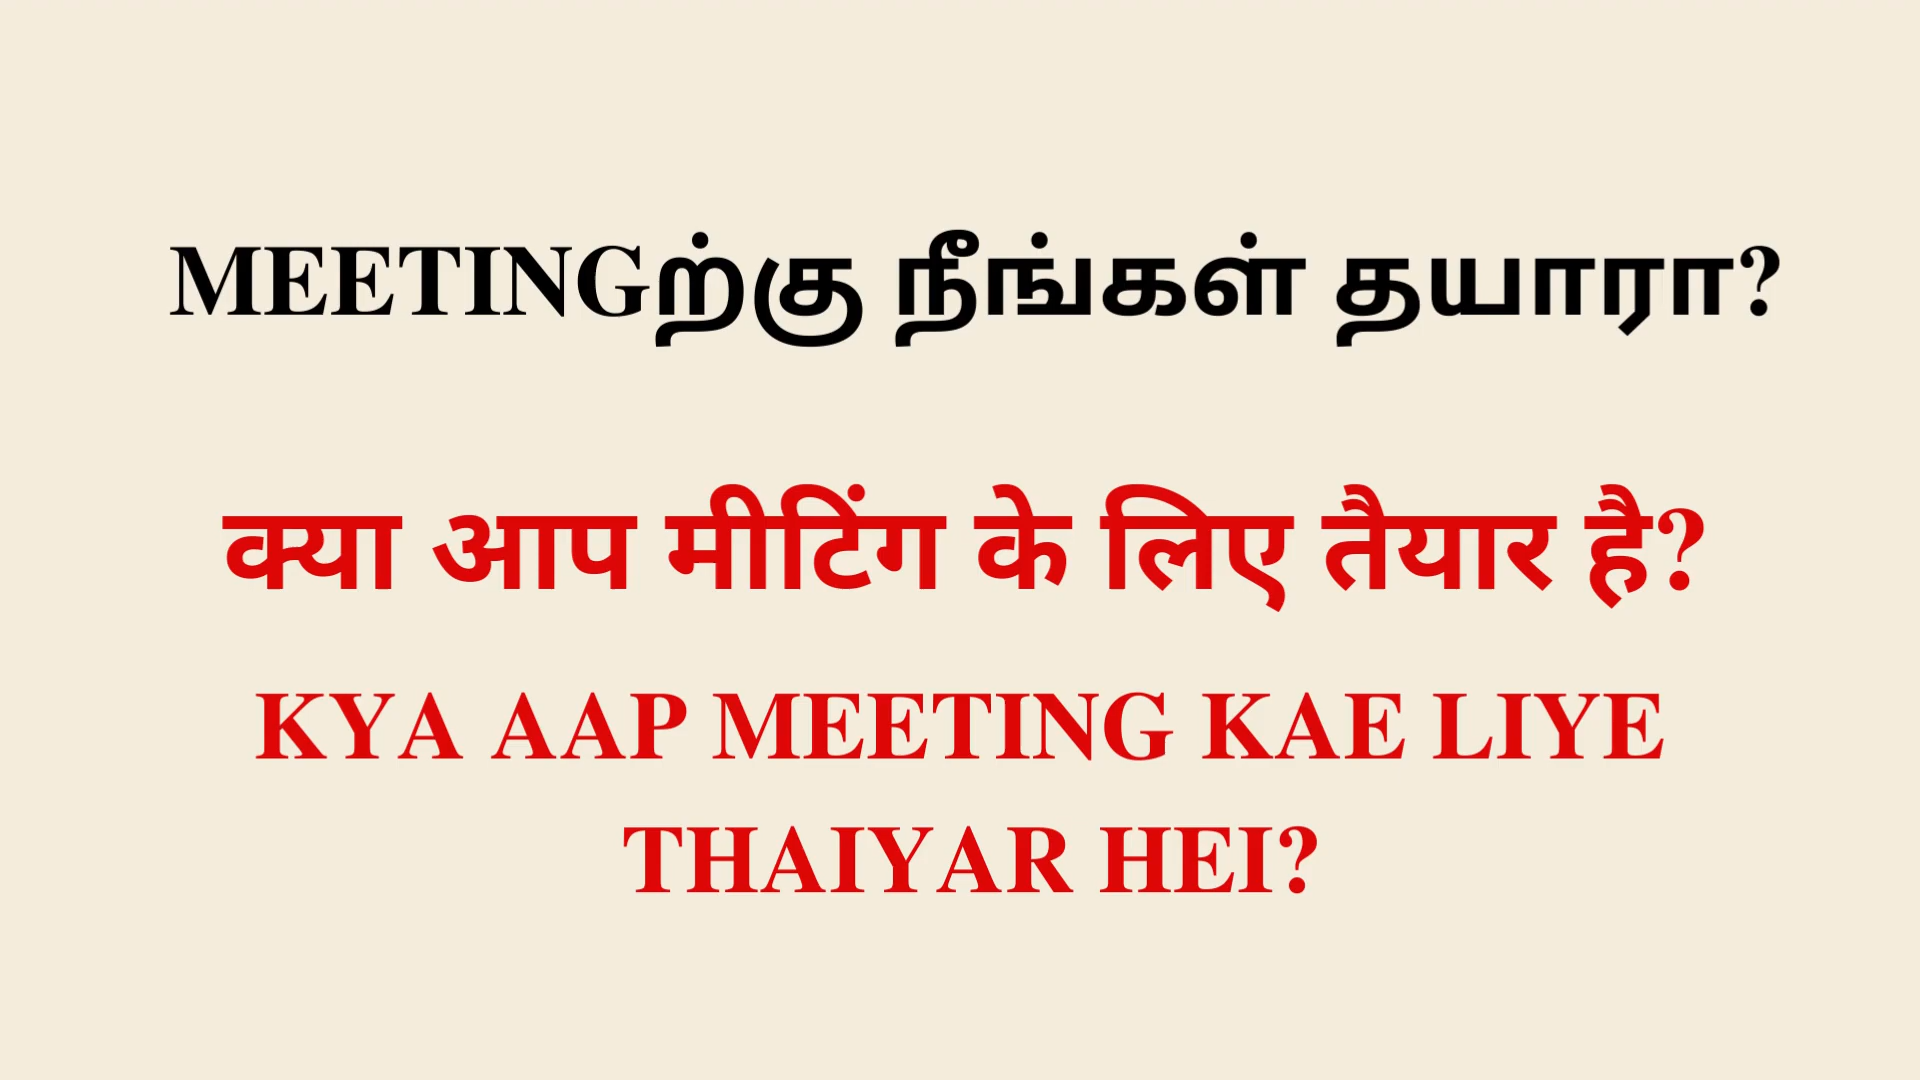 MEETINGற்கு நீங்கள் தயாரா?
क्या आप मीटिंग के लिए तैयार है?
KYA AAP MEETING KAE LIYE
THAIYAR HEI?